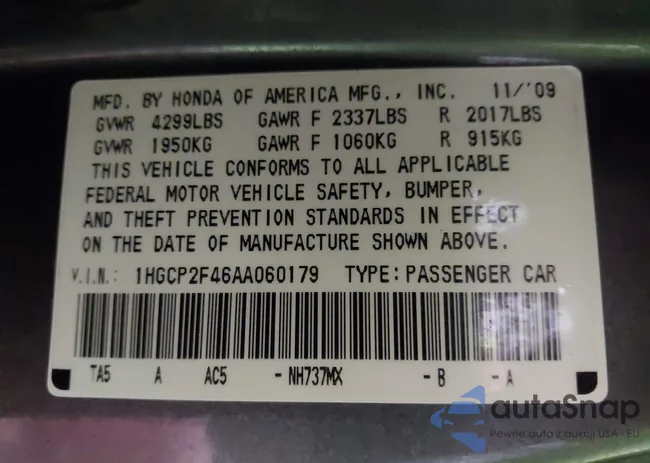 MFD. BY HONDA OF AMERICA MFG., INC. 11/'09
GVWR 4299LBS GAWR F 2337LBS R 2017LBS
GVWR 1950KG GAWR F 1060KG R 915KG
THIS VEHICLE CONFORMS TO ALL APPLICABLE
FEDERAL MOTOR VEHICLE SAFETY, BUMPER,
AND THEFT PREVENTION STANDARDS IN EFFECT
ON THE DATE OF MANUFACTURE SHOWN ABOVE.
V.I.N.: 1HGCP2F46AA060179 TYPE: PASSENGER CAR
TA5 A AC5 -NH737MX -B -A
autoSnap
Pewne auta z aukcji USA - EU